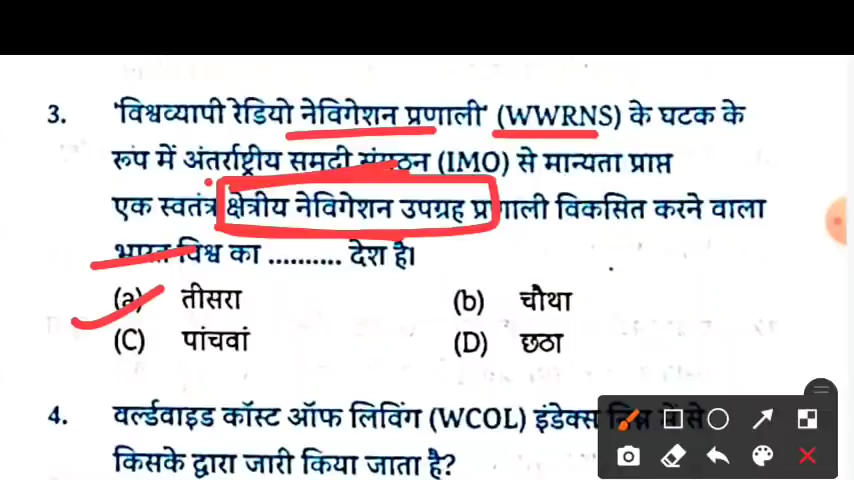 3. 'विश्वव्यापी रेडियो नेविगेशन प्रणाली' (WWRNS) के घटक के
रूप में अंतर्राष्ट्रीय समुद्री संगठन (IMO) से मान्यता प्राप्त
एक स्वतंत्र क्षेत्रीय नेविगेशन उपग्रह प्रणाली विकसित करने वाला
भारत विश्व का .......... देश है।
(a) तीसरा (b) चौथा
(C) पांचवां (D) छठा
4. वर्ल्डवाइड कॉस्ट ऑफ लिविंग (WCOL) इंडेक्स निम्न में से
किसके द्वारा जारी किया जाता है?